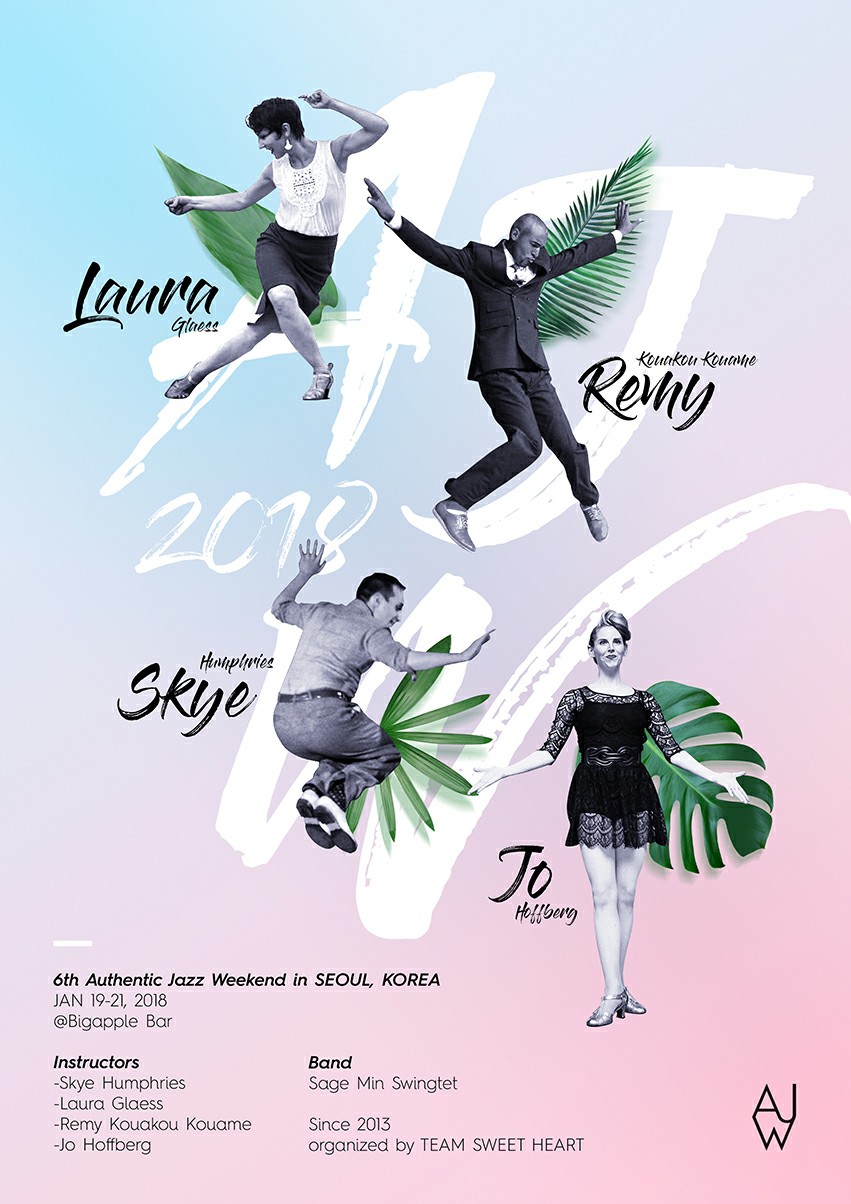 AJ
Laura
Glaess
Kouakou Kouame
Remy
2018
W
Humphries
Skye
Jo
Hoffberg
6th Authentic Jazz Weekend in SEOUL, KOREA
JAN 19-21, 2018
@Bigapple Bar
Instructors
-Skye Humphries
-Laura Glaess
-Remy Kouakou Kouame
-Jo Hoffberg
Band
Sage Min Swingtet
Since 2013
organized by TEAM SWEET HEART
AJ
W